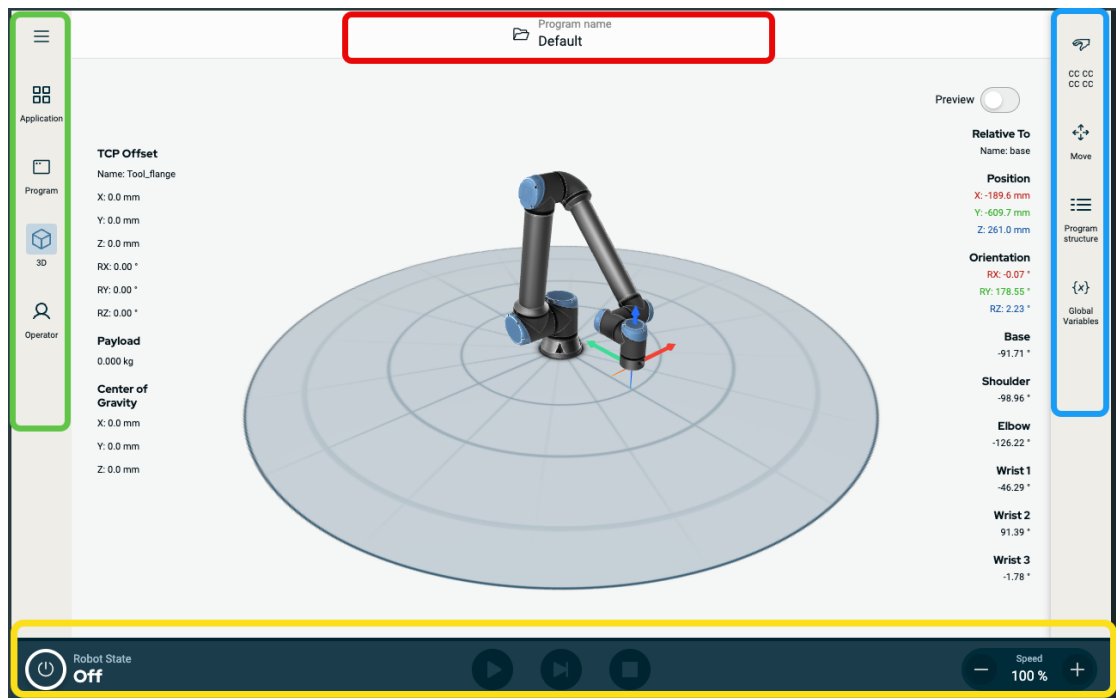 Program name
Default
Application
Program
3D
Operator
TCP Offset
Name: Tool_flange
X: 0.0 mm
Y: 0.0 mm
Z: 0.0 mm
RX: 0.00 °
RY: 0.00 °
RZ: 0.00 °
Payload
0.000 kg
Center of
Gravity
X: 0.0 mm
Y: 0.0 mm
Z: 0.0 mm
Preview
Relative To
Name: base
Position
X: -189.6 mm
Y: -609.7 mm
Z: 261.0 mm
Orientation
RX: -0.07 °
RY: 178.55 °
RZ: 2.23 °
Base
-91.71 °
Shoulder
-98.96 °
Elbow
-126.22 °
Wrist 1
-46.29 °
Wrist 2
91.39 °
Wrist 3
-1.78 °
CC CC
CC CC
Move
Program
structure
{x}
Global
Variables
Robot State
Off
Speed
100 %